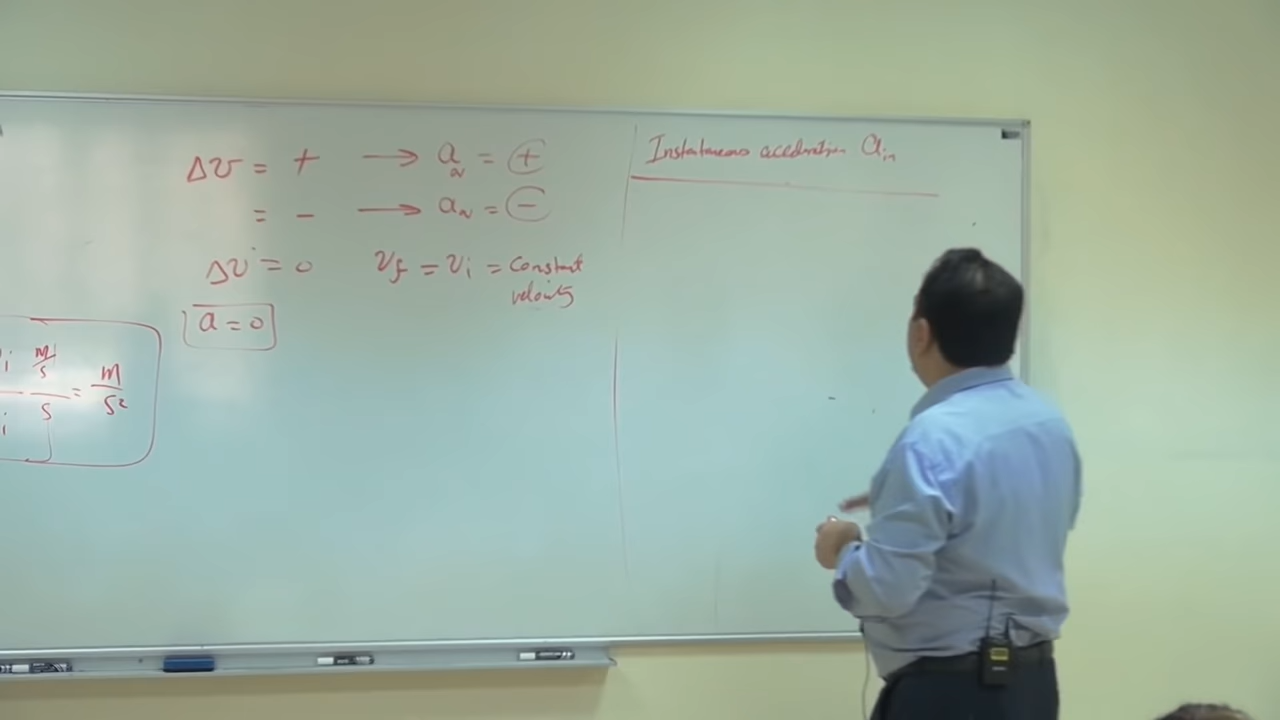 Δv = + → a_av = ⊕
= - → a_av = ⊖
Δv = 0 v_f = v_i = Constant
velocity
a = 0
i m/s
i s = m/s²
Instantaneous acceleration a_in